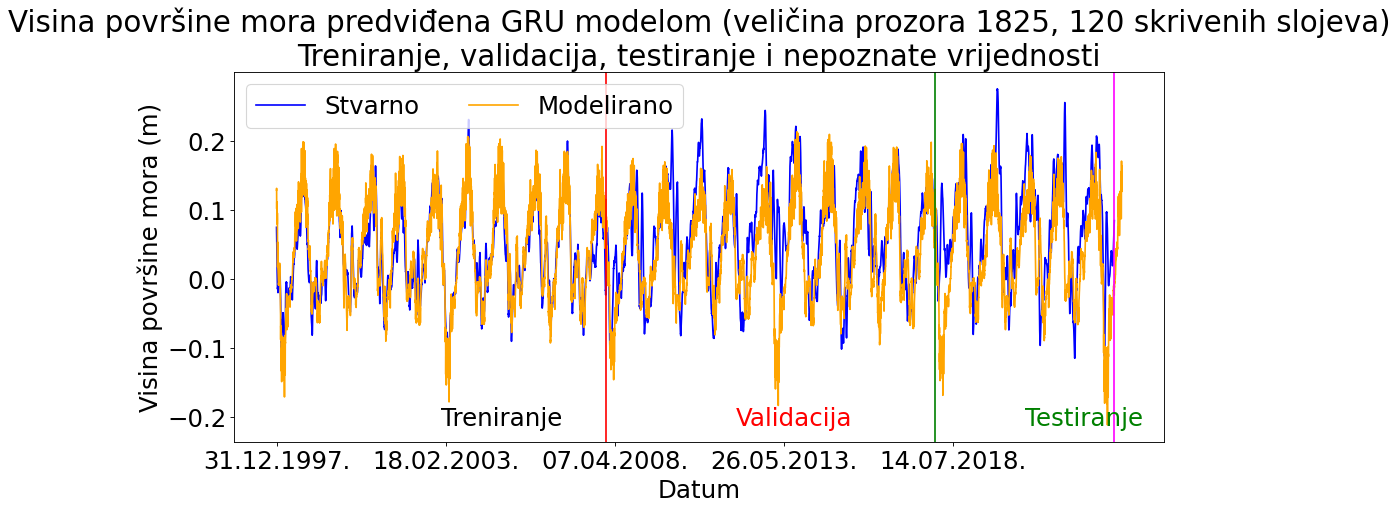 Visina površine mora predviđena GRU modelom (veličina prozora 1825, 120 skrivenih slojeva)
Treniranje, validacija, testiranje i nepoznate vrijednosti
Stvarno Modelirano
Visina površine mora (m)
0.2
0.1
0.0
−0.1
−0.2
Treniranje Validacija Testiranje
31.12.1997. 18.02.2003. 07.04.2008. 26.05.2013. 14.07.2018.
Datum